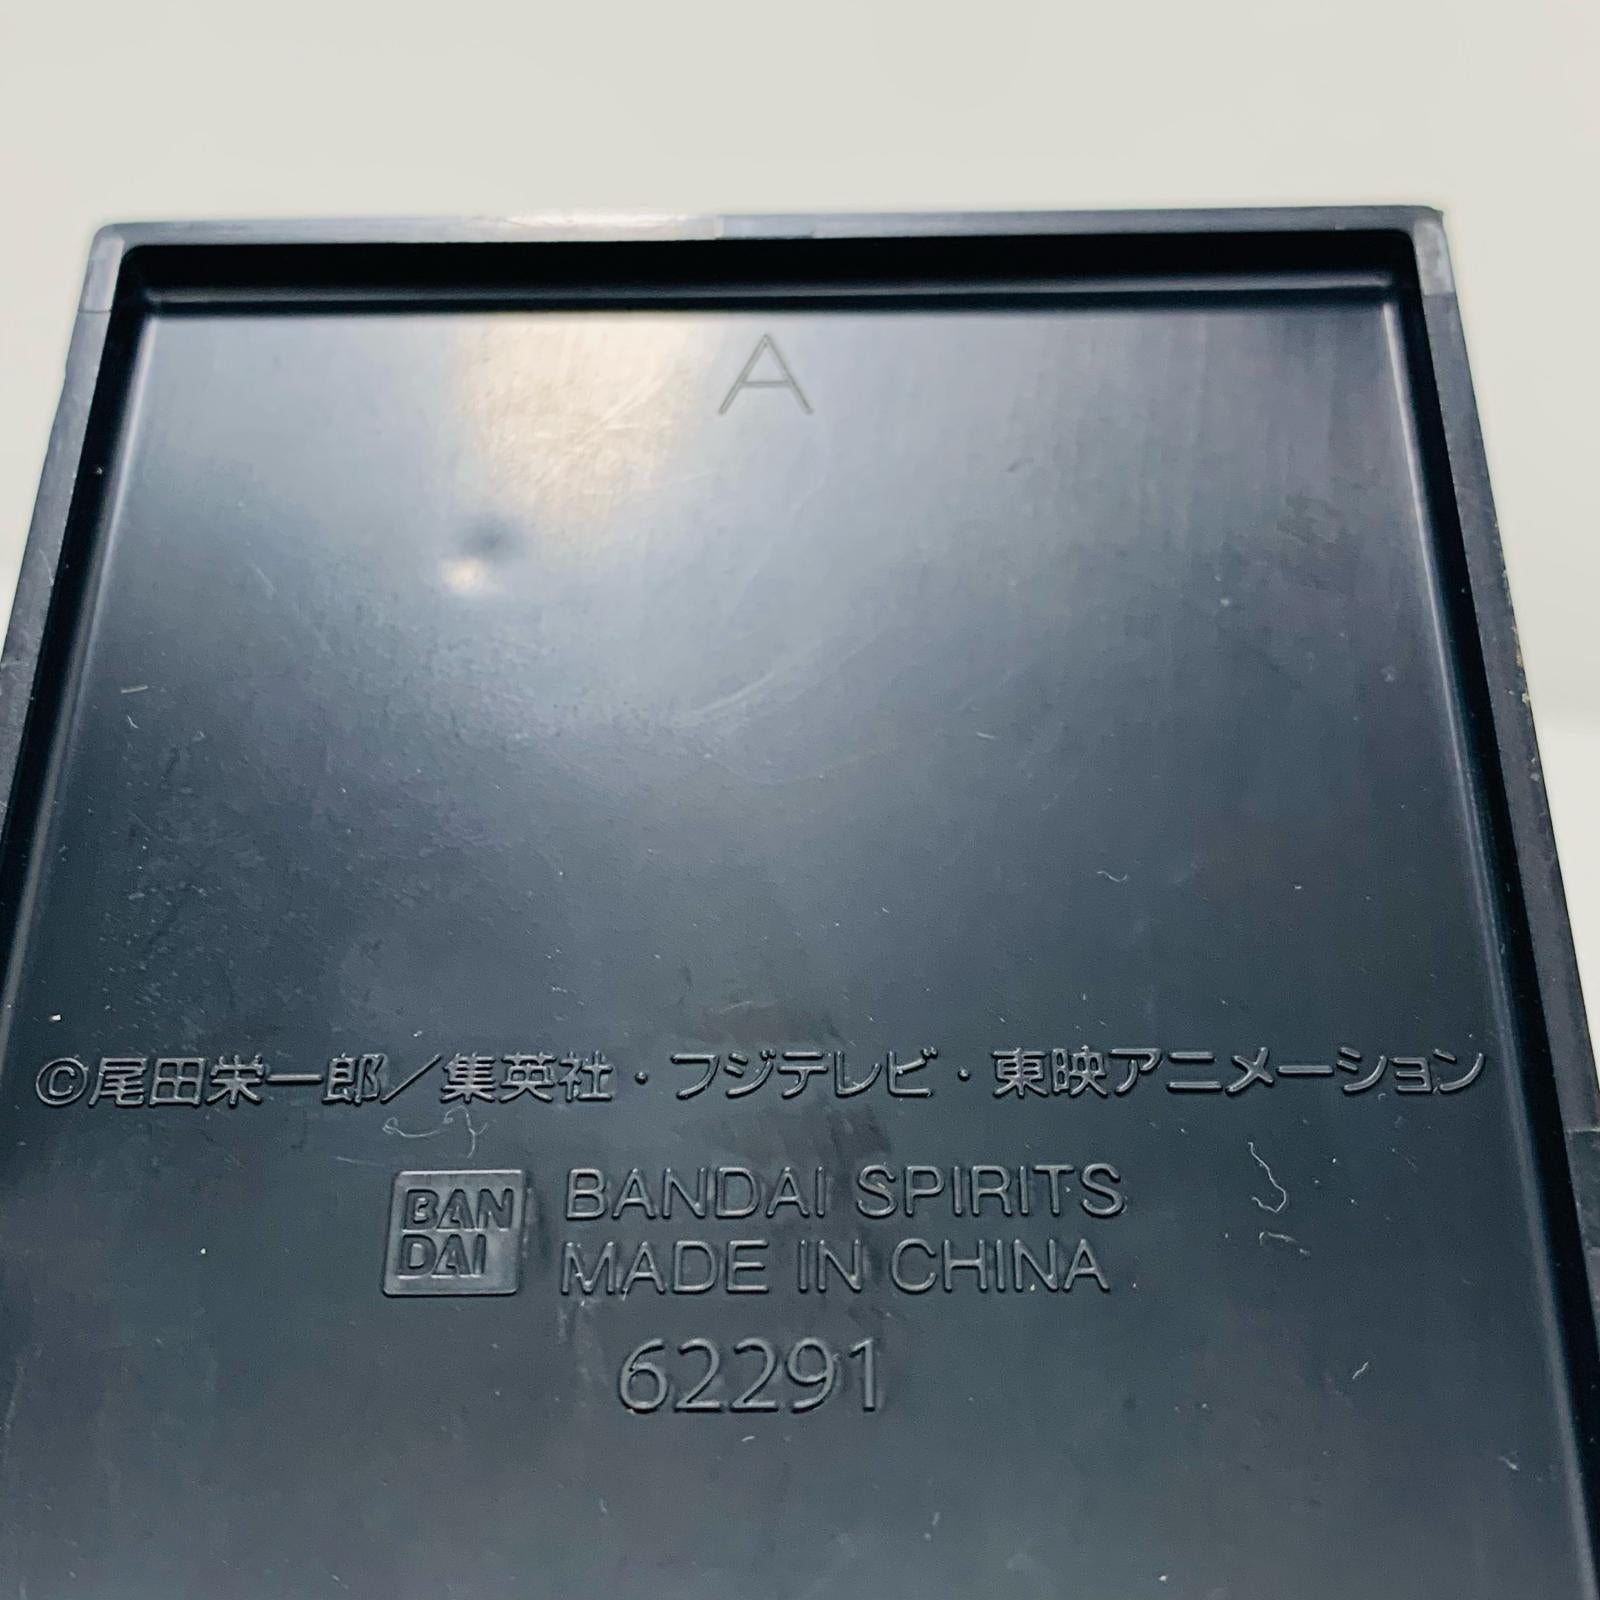 A
©尾田栄一郎／集英社・フジテレビ・東映アニメーション
BAN
DAI
BANDAI SPIRITS
MADE IN CHINA
62291